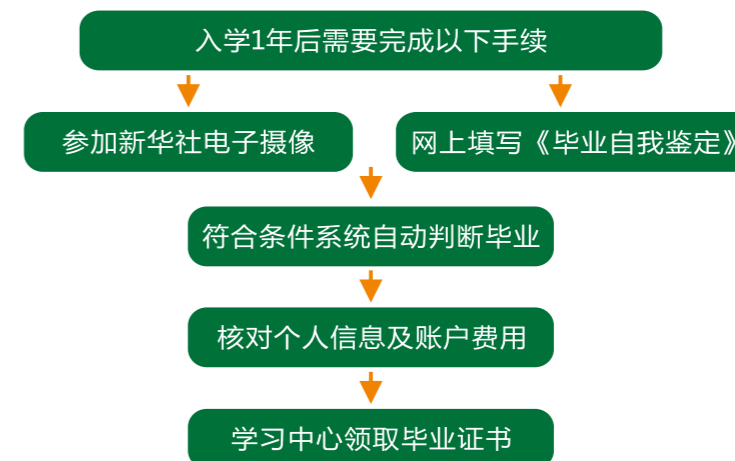 入学1年后需要完成以下手续
参加新华社电子摄像
网上填写《毕业自我鉴定》
符合条件系统自动判断毕业
核对个人信息及账户费用
学习中心领取毕业证书